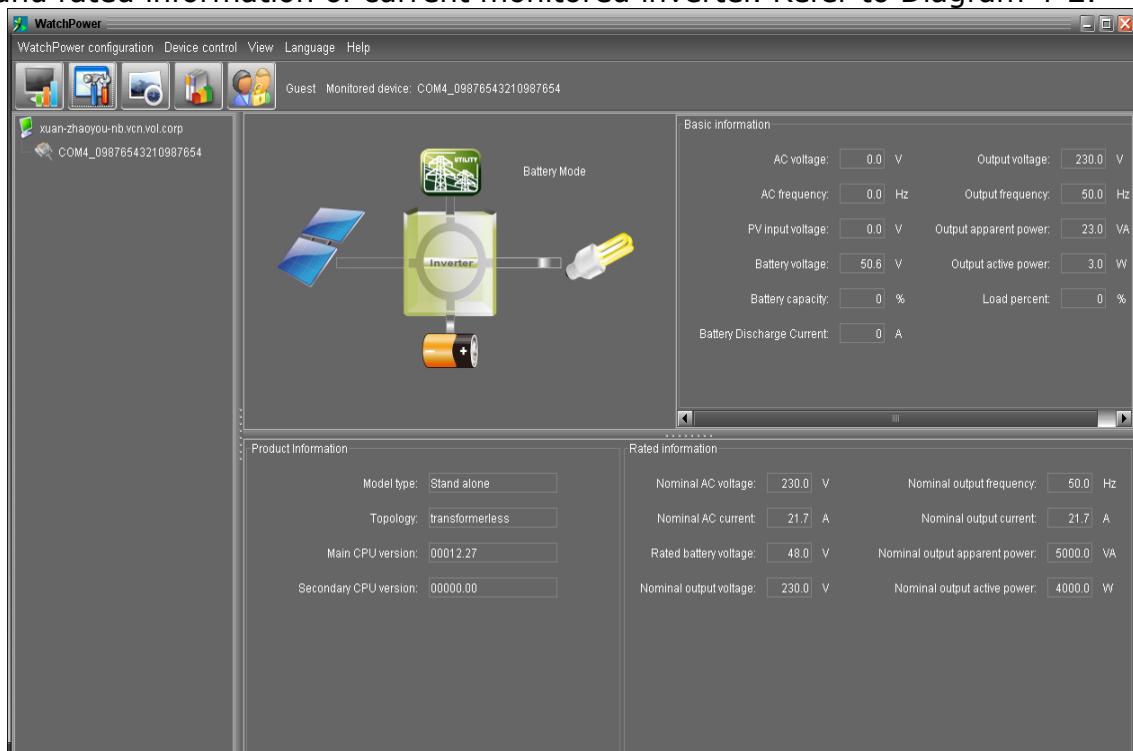 and rated information of current monitored inverter. Refer to Diagram 4-2.
WatchPower
WatchPower configuration Device control View Language Help
Guest Monitored device: COM4_09876543210987654
xuan-zhaoyou-nb.vcn.vol.corp
COM4_09876543210987654
UTILITY
Battery Mode
Inverter
Basic information
AC voltage: 0.0 V Output voltage: 230.0 V
AC frequency: 0.0 Hz Output frequency: 50.0 Hz
PV input voltage: 0.0 V Output apparent power: 23.0 VA
Battery voltage: 50.6 V Output active power: 3.0 W
Battery capacity: 0 % Load percent: 0 %
Battery Discharge Current: 0 A
Product Information
Model type: Stand alone
Topology: transformerless
Main CPU version: 00012.27
Secondary CPU version: 00000.00
Rated information
Nominal AC voltage: 230.0 V Nominal output frequency: 50.0 Hz
Nominal AC current: 21.7 A Nominal output current: 21.7 A
Rated battery voltage: 48.0 V Nominal output apparent power: 5000.0 VA
Nominal output voltage: 230.0 V Nominal output active power: 4000.0 W